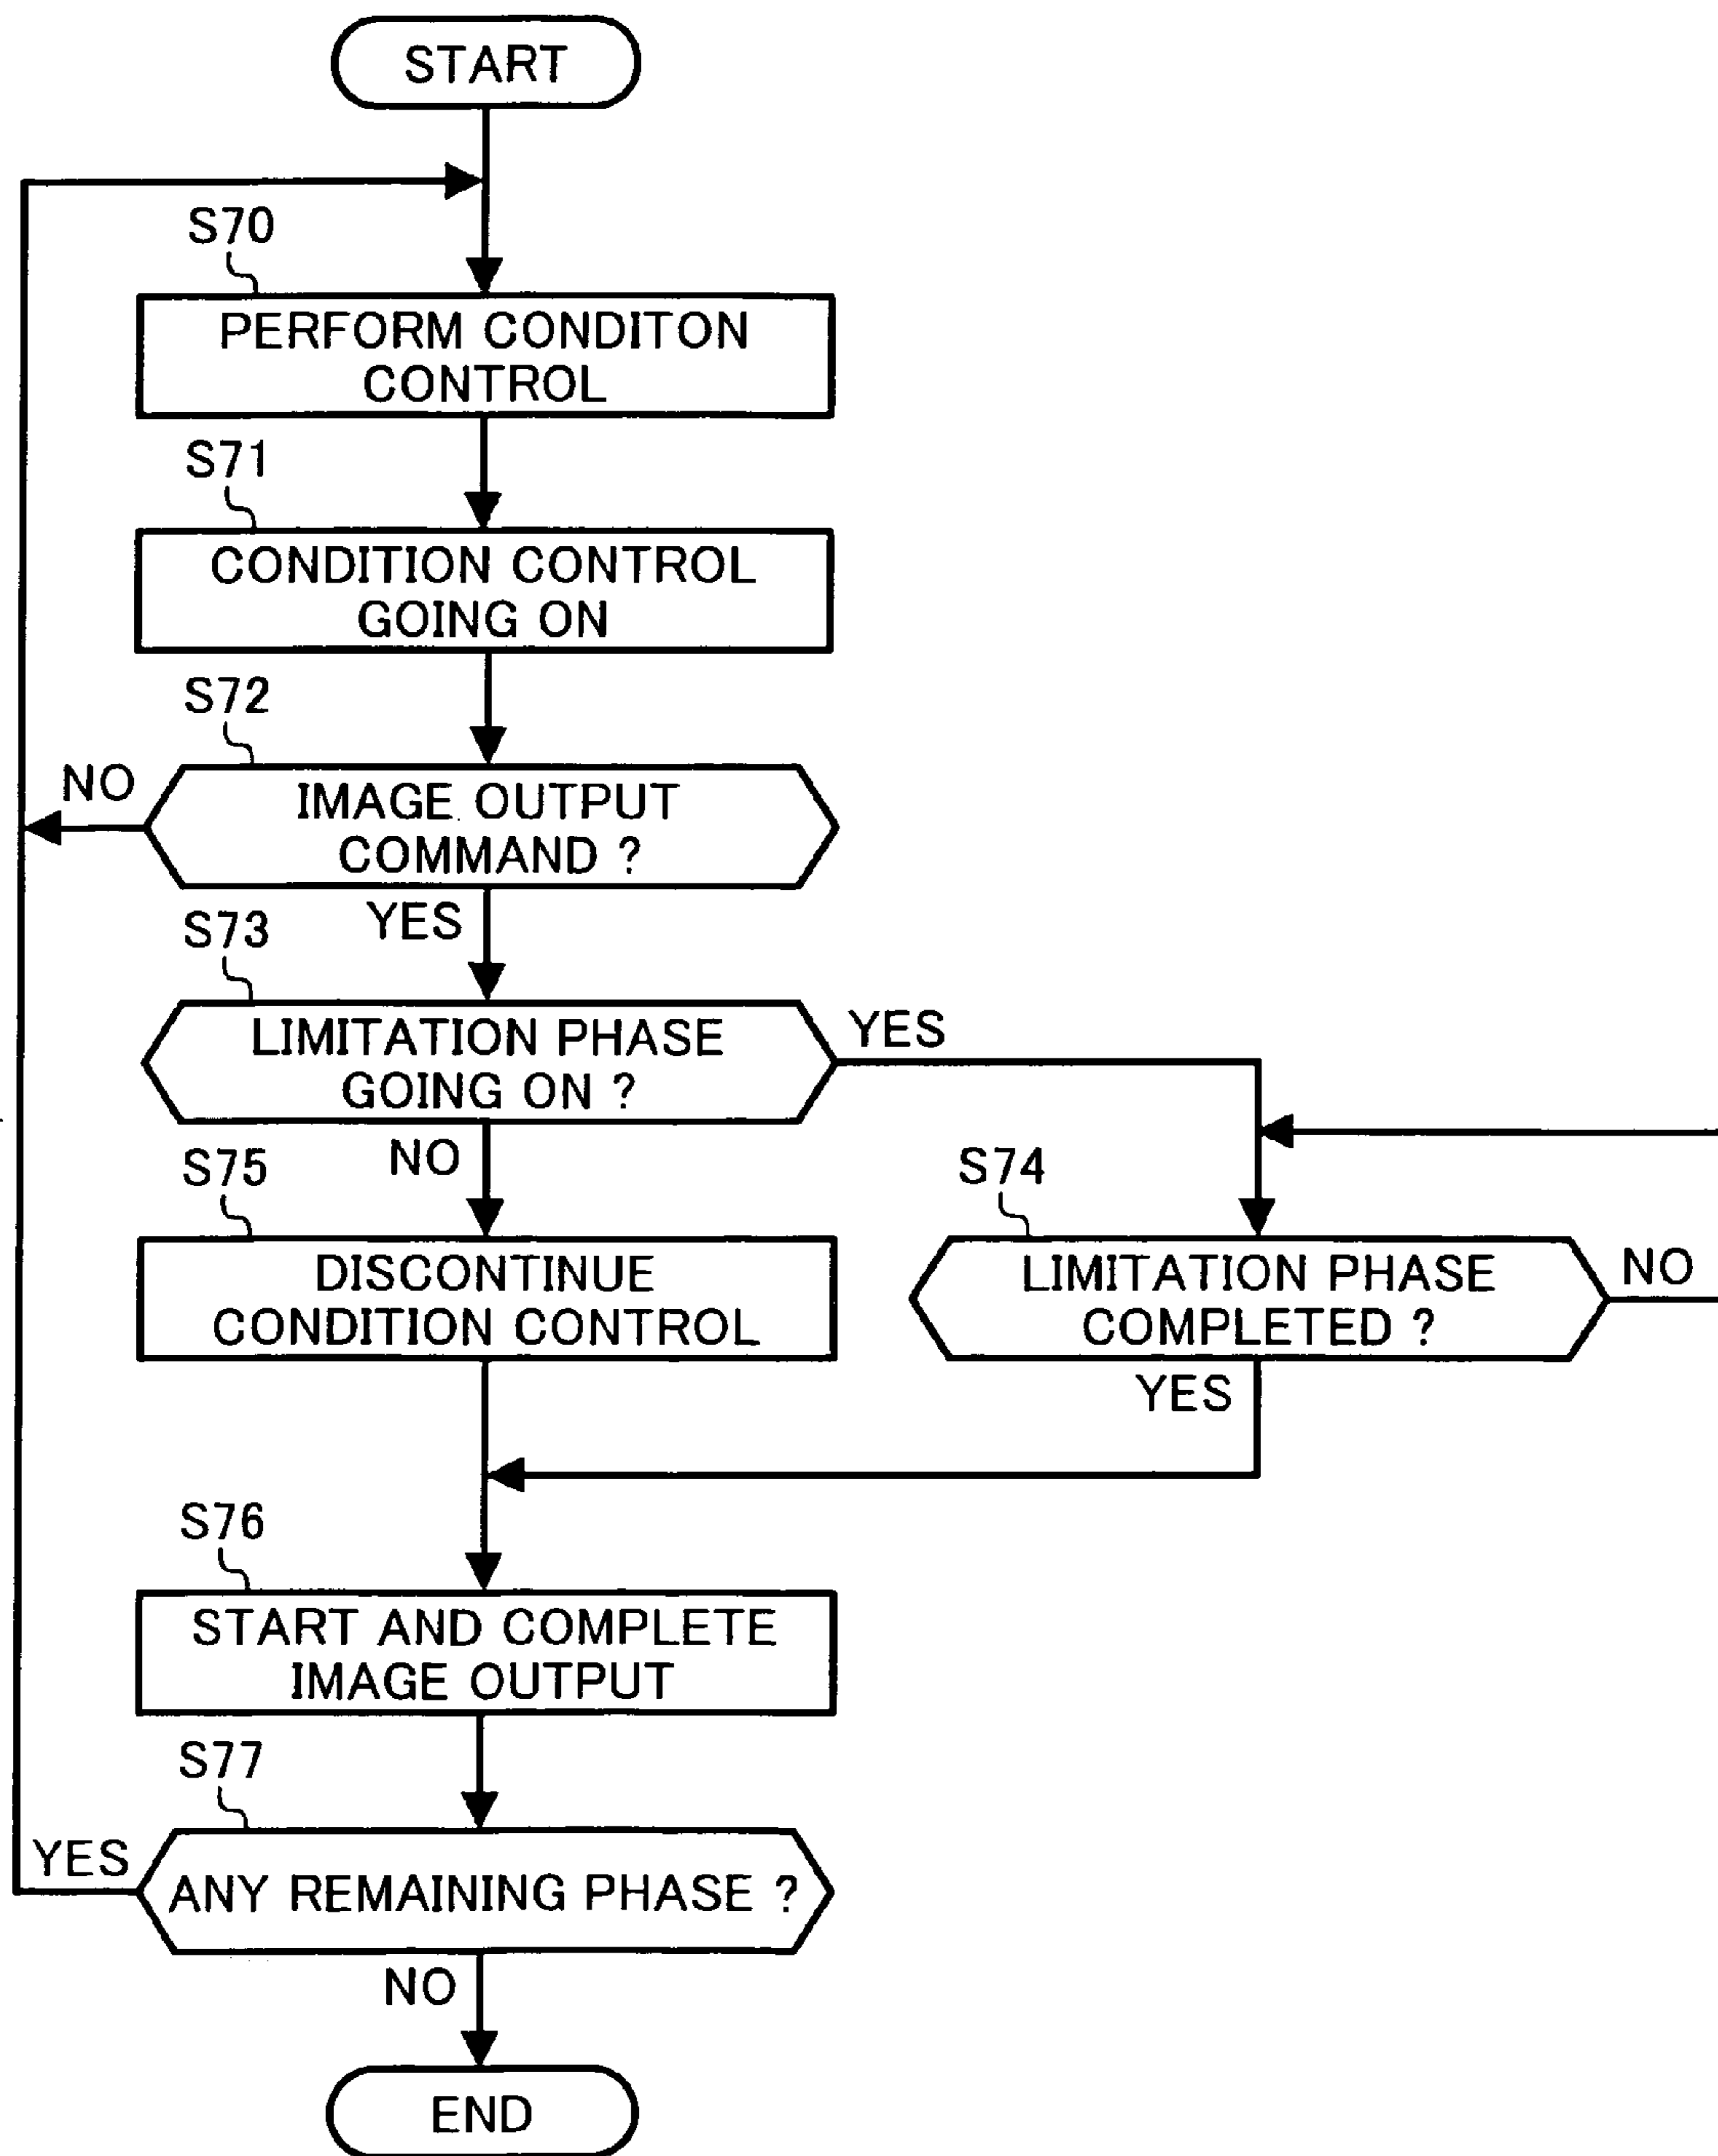 START
S70
PERFORM CONDITON
CONTROL
S71
CONDITION CONTROL
GOING ON
S72
NO
IMAGE OUTPUT
COMMAND ?
YES
S73
LIMITATION PHASE
GOING ON ?
YES
NO
S75
DISCONTINUE
CONDITION CONTROL
S74
LIMITATION PHASE
COMPLETED ?
NO
YES
S76
START AND COMPLETE
IMAGE OUTPUT
S77
YES
ANY REMAINING PHASE ?
NO
END